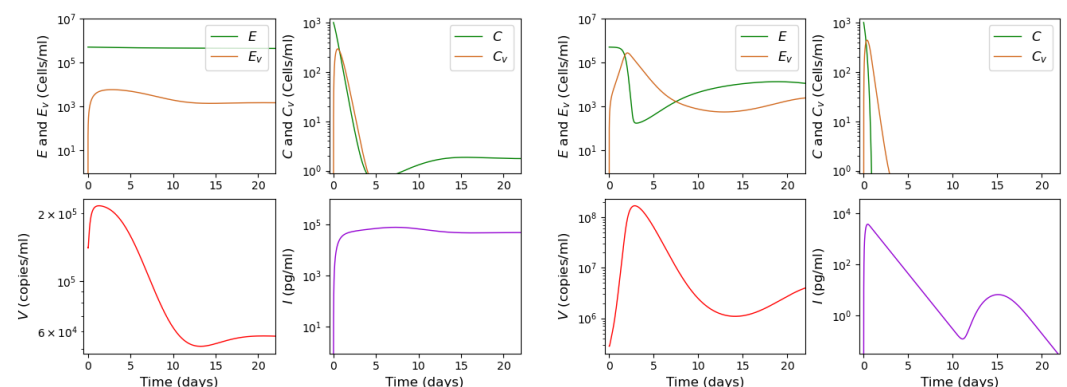 E and E_v (Cells/ml)
10^7
10^5
10^3
10^1
0 5 10 15 20
E
E_v
C and C_v (Cells/ml)
10^3
10^2
10^1
10^0
0 5 10 15 20
C
C_v
E and E_v (Cells/ml)
10^7
10^5
10^3
10^1
0 5 10 15 20
E
E_v
C and C_v (Cells/ml)
10^3
10^2
10^1
10^0
0 5 10 15 20
C
C_v
V (copies/ml)
2 × 10^5
10^5
6 × 10^4
0 5 10 15 20
Time (days)
I (pg/ml)
10^5
10^3
10^1
0 5 10 15 20
Time (days)
V (copies/ml)
10^8
10^7
10^6
0 5 10 15 20
Time (days)
I (pg/ml)
10^4
10^2
10^0
0 5 10 15 20
Time (days)